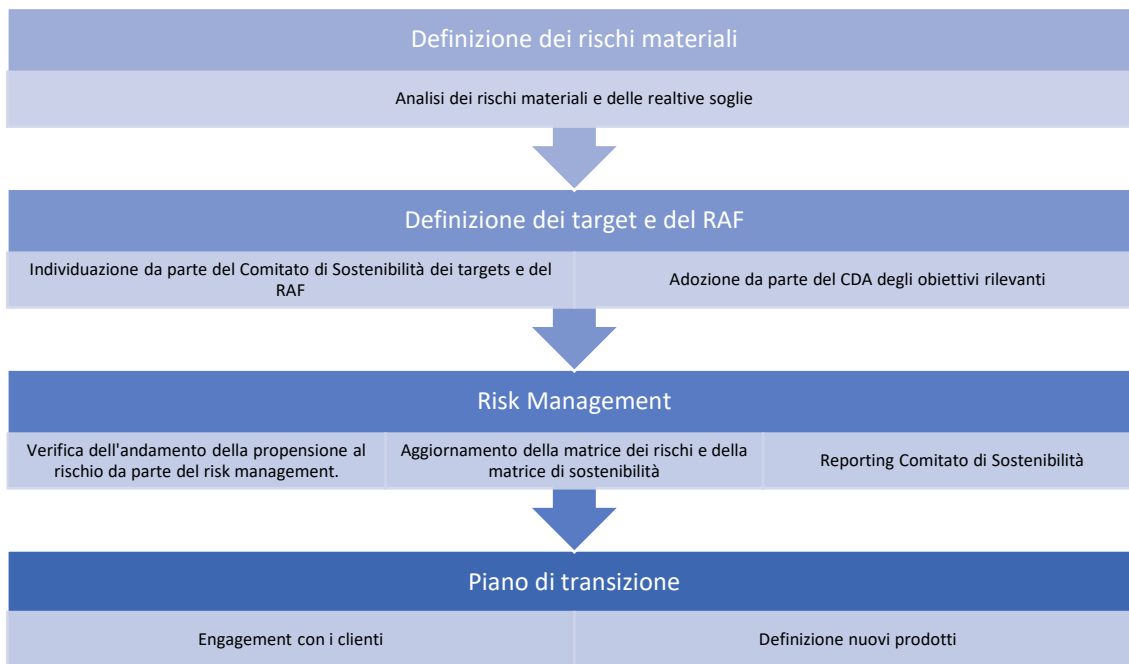 Definizione dei rischi materiali
Analisi dei rischi materiali e delle realtive soglie
Definizione dei target e del RAF
Individuazione da parte del Comitato di Sostenibilità dei targets e del
RAF
Adozione da parte del CDA degli obiettivi rilevanti
Risk Management
Verifica dell'andamento della propensione al
rischio da parte del risk management.
Aggiornamento della matrice dei rischi e della
matrice di sostenibilità
Reporting Comitato di Sostenibilità
Piano di transizione
Engagement con i clienti
Definizione nuovi prodotti